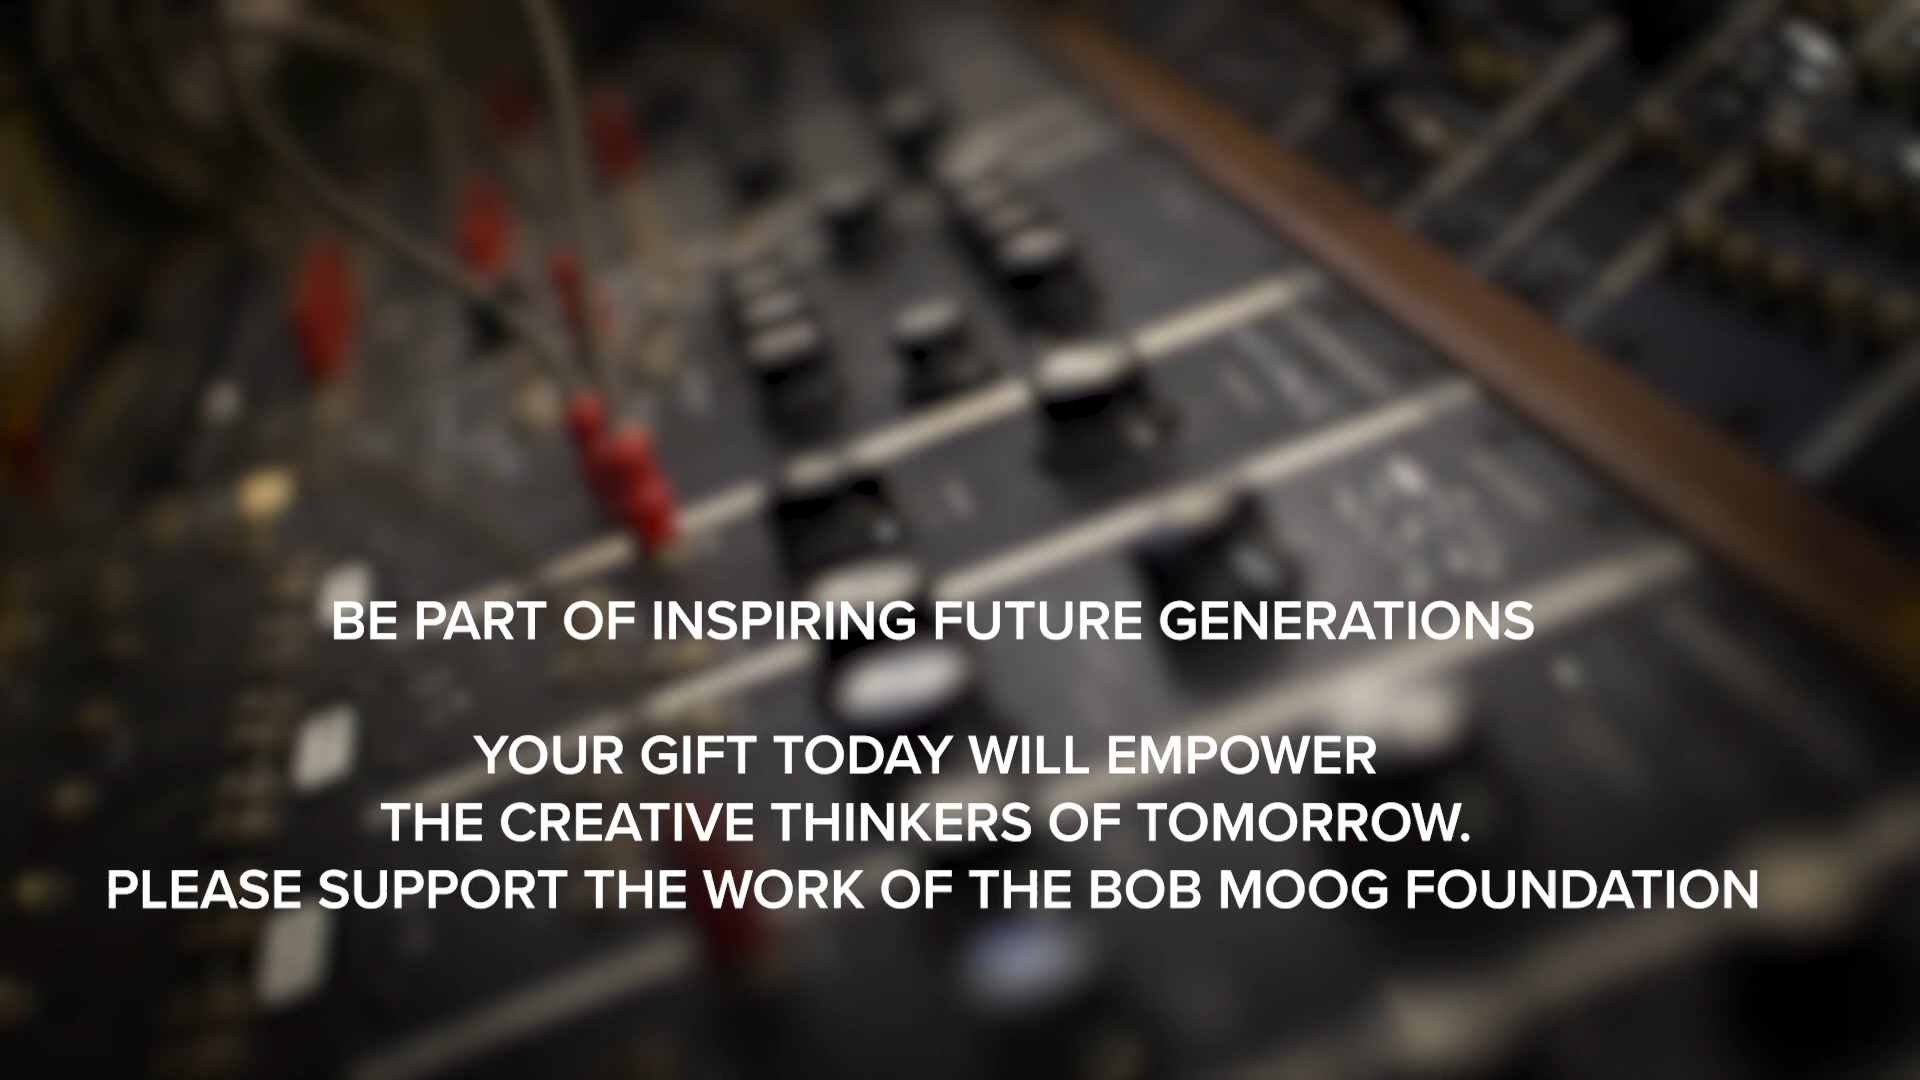 BE PART OF INSPIRING FUTURE GENERATIONS
YOUR GIFT TODAY WILL EMPOWER
THE CREATIVE THINKERS OF TOMORROW.
PLEASE SUPPORT THE WORK OF THE BOB MOOG FOUNDATION